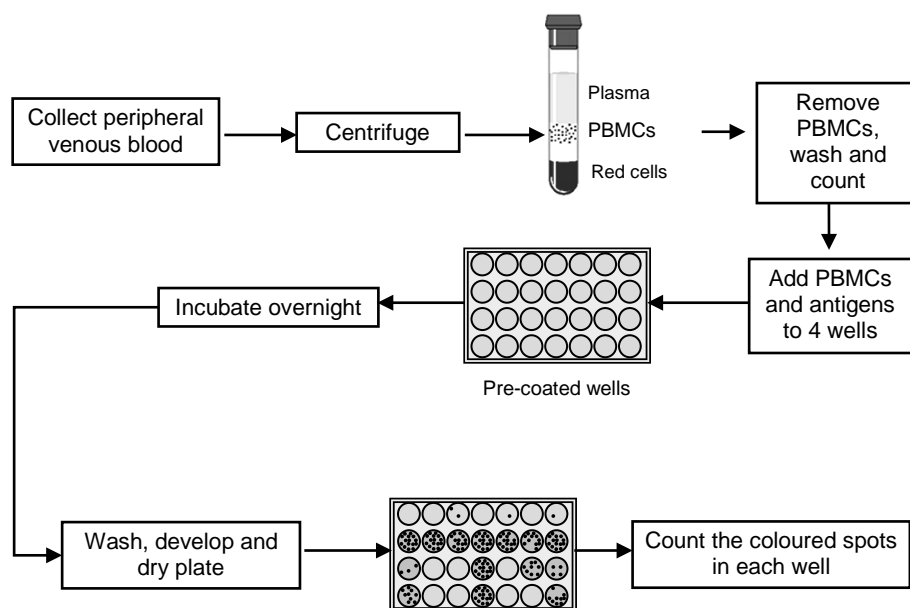 Collect peripheral
venous blood
Centrifuge
Plasma
PBMCs
Red cells
Remove
PBMCs,
wash and
count
Add PBMCs
and antigens
to 4 wells
Pre-coated wells
Incubate overnight
Wash, develop and
dry plate
Count the coloured spots
in each well